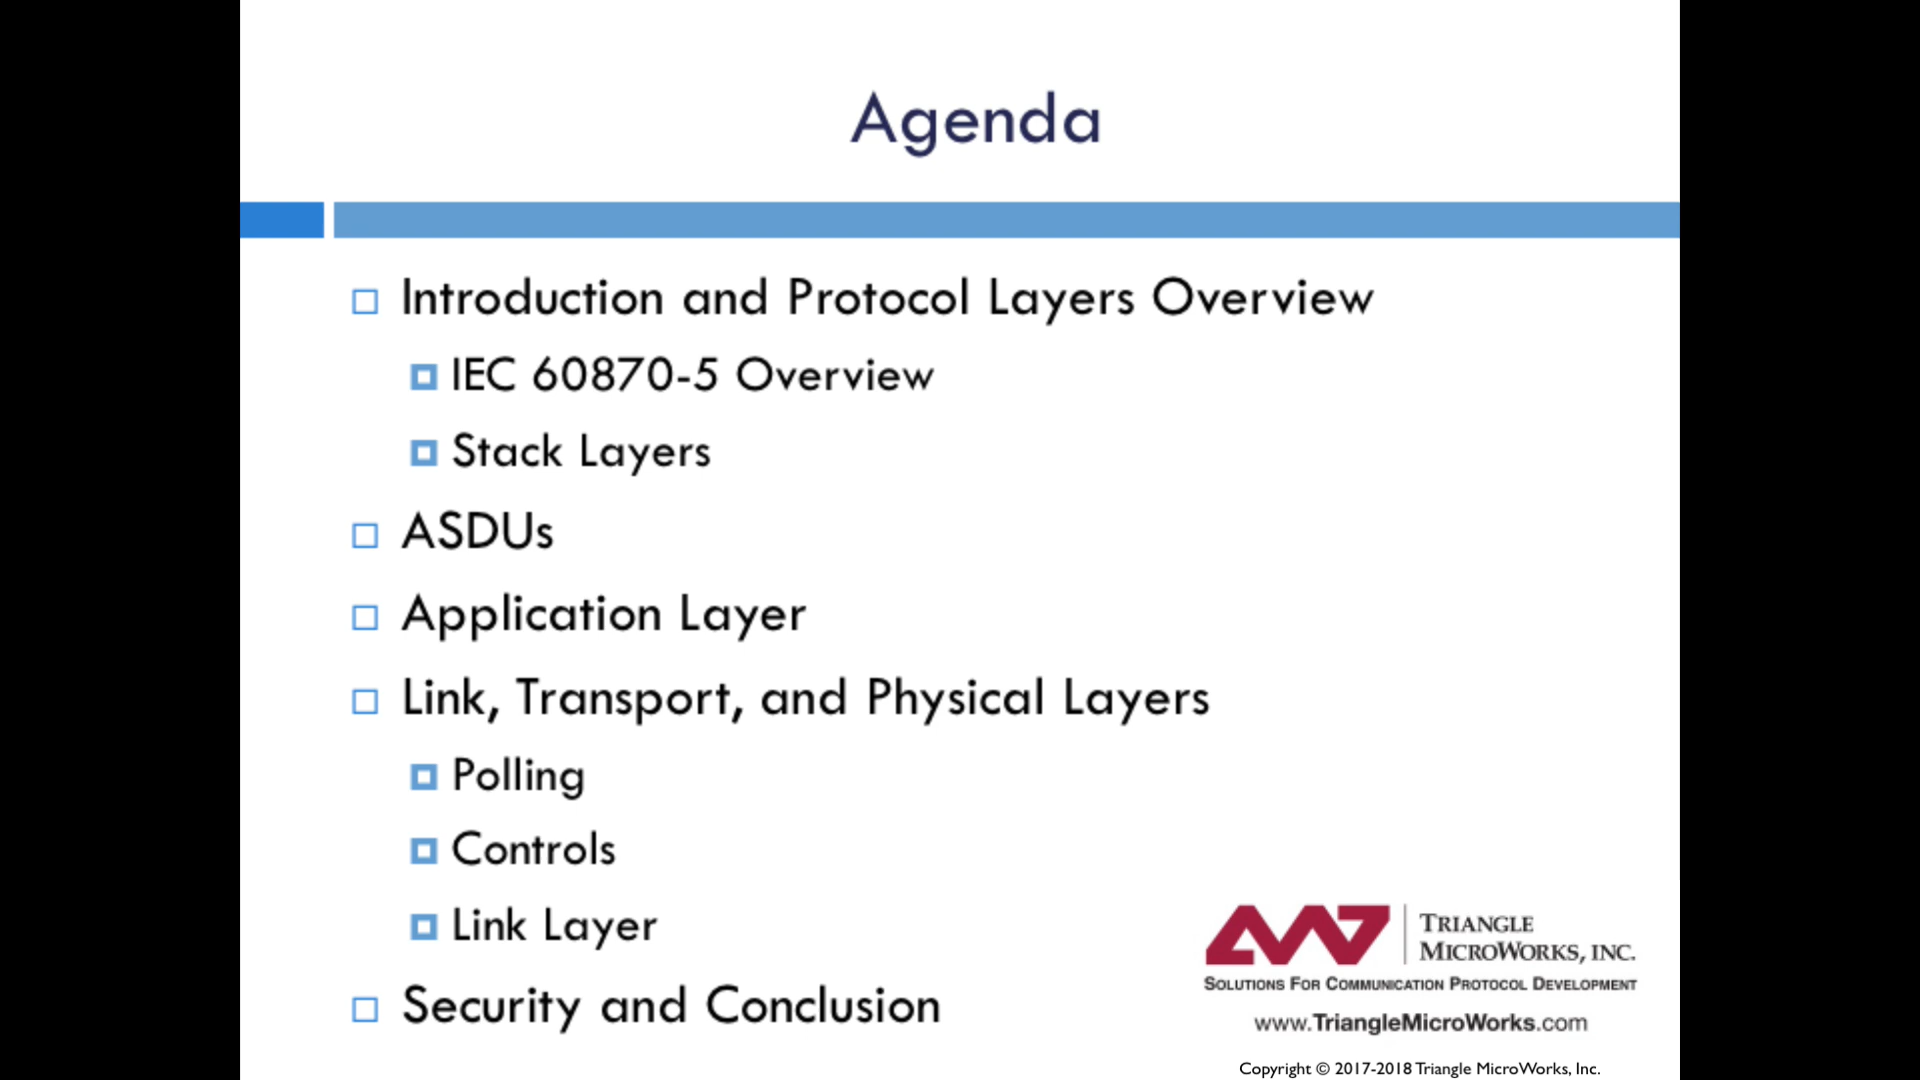 Agenda
Introduction and Protocol Layers Overview
IEC 60870-5 Overview
Stack Layers
ASDUs
Application Layer
Link, Transport, and Physical Layers
Polling
Controls
Link Layer
Security and Conclusion
TRIANGLE
MICROWORKS, INC.
SOLUTIONS FOR COMMUNICATION PROTOCOL DEVELOPMENT
www.TriangleMicroWorks.com
Copyright © 2017-2018 Triangle MicroWorks, Inc.